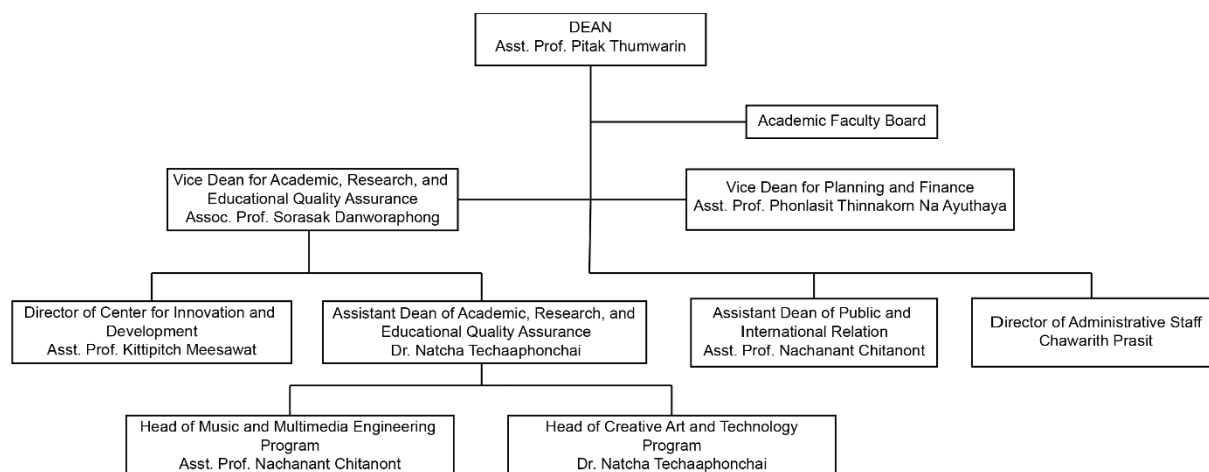 DEAN
Asst. Prof. Pitak Thumwarin
Academic Faculty Board
Vice Dean for Academic, Research, and
Educational Quality Assurance
Assoc. Prof. Sorasak Danworaphong
Vice Dean for Planning and Finance
Asst. Prof. Phonlasit Thinnakorn Na Ayuthaya
Director of Center for Innovation and
Development
Asst. Prof. Kittipitch Meesawat
Assistant Dean of Academic, Research, and
Educational Quality Assurance
Dr. Natcha Techaaphonchai
Assistant Dean of Public and
International Relation
Asst. Prof. Nachanant Chitanont
Director of Administrative Staff
Chawarith Prasit
Head of Music and Multimedia Engineering
Program
Asst. Prof. Nachanant Chitanont
Head of Creative Art and Technology
Program
Dr. Natcha Techaaphonchai